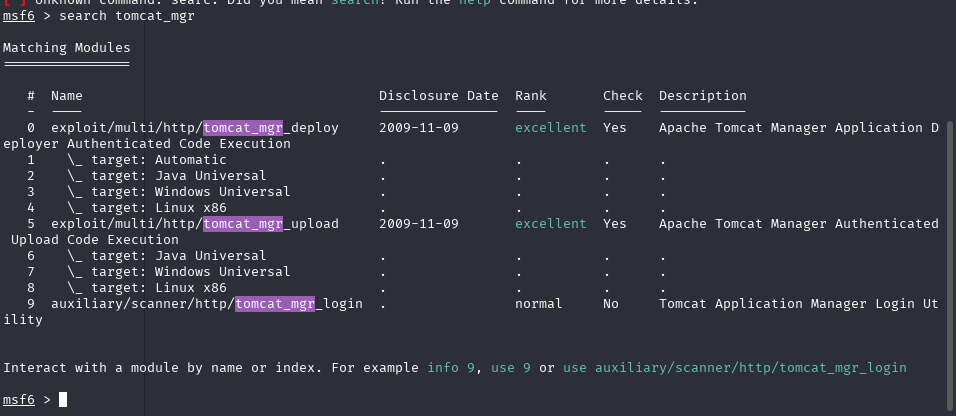 [ ] Unknown command: searc. Did you mean search? Run the help command for more details.
msf6 > search tomcat_mgr
Matching Modules
================
#  Name                                     Disclosure Date  Rank       Check  Description
-  ----                                     ---------------  ----       -----  -----------
0  exploit/multi/http/tomcat_mgr_deploy     2009-11-09       excellent  Yes    Apache Tomcat Manager Application D
eployer Authenticated Code Execution
1    \_ target: Automatic                   .                .          .      .
2    \_ target: Java Universal              .                .          .      .
3    \_ target: Windows Universal           .                .          .      .
4    \_ target: Linux x86                   .                .          .      .
5  exploit/multi/http/tomcat_mgr_upload     2009-11-09       excellent  Yes    Apache Tomcat Manager Authenticated
Upload Code Execution
6    \_ target: Java Universal              .                .          .      .
7    \_ target: Windows Universal           .                .          .      .
8    \_ target: Linux x86                   .                .          .      .
9  auxiliary/scanner/http/tomcat_mgr_login  .                normal     No     Tomcat Application Manager Login Ut
ility
Interact with a module by name or index. For example info 9, use 9 or use auxiliary/scanner/http/tomcat_mgr_login
msf6 >